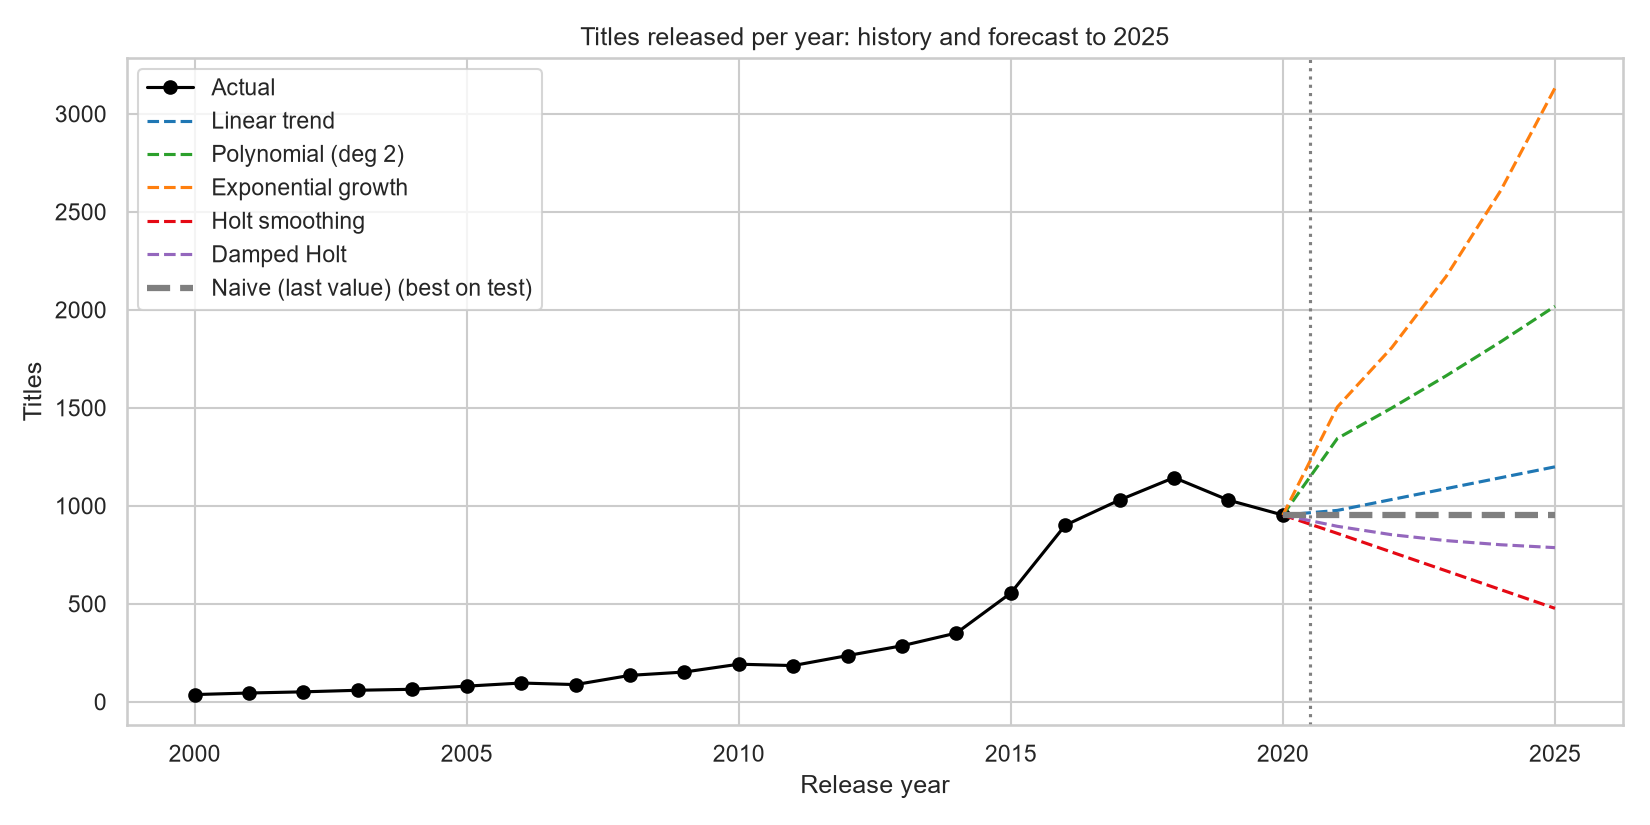 Titles released per year: history and forecast to 2025
Actual
Linear trend
Polynomial (deg 2)
Exponential growth
Holt smoothing
Damped Holt
Naive (last value) (best on test)
Titles
3000
2500
2000
1500
1000
500
0
2000 2005 2010 2015 2020 2025
Release year